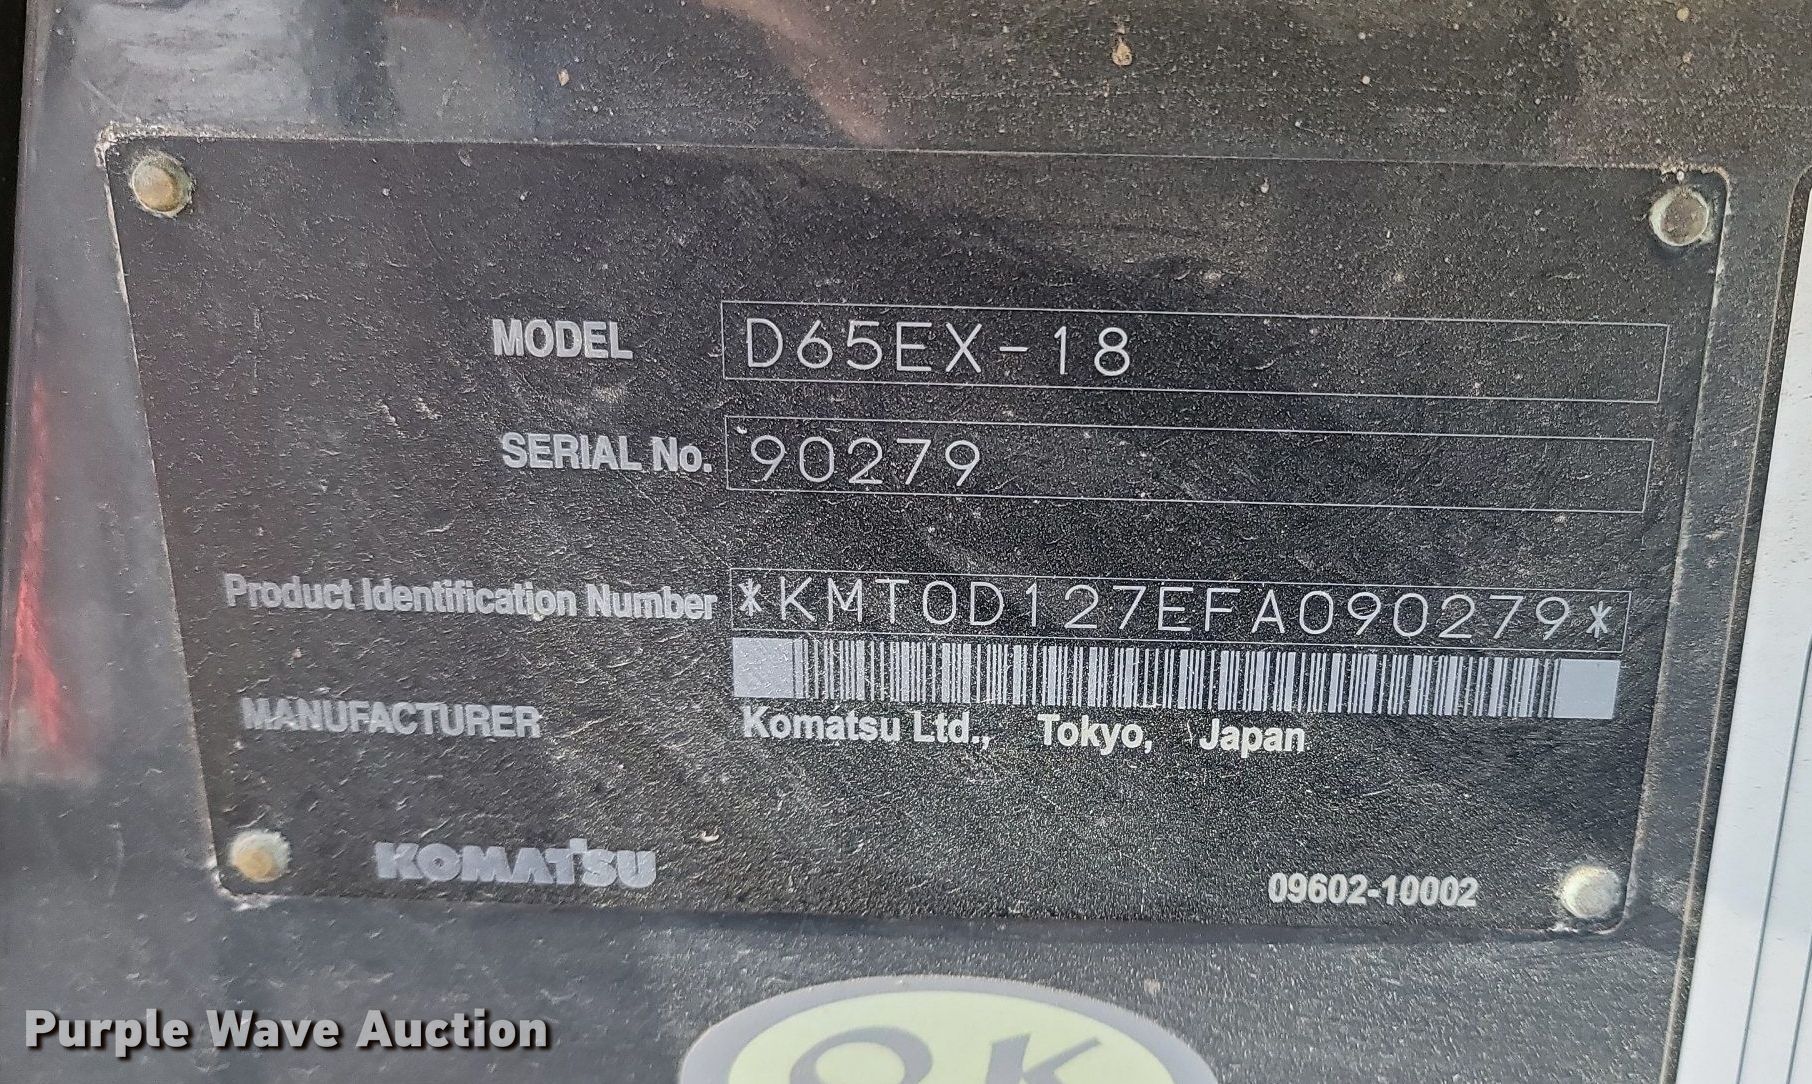 MODEL D65EX-18
SERIAL No. 90279
Product Identification Number *KMT0D127EFA090279*
MANUFACTURER Komatsu Ltd., Tokyo, Japan
KOMATSU 09602-10002
OK
Purple Wave Auction